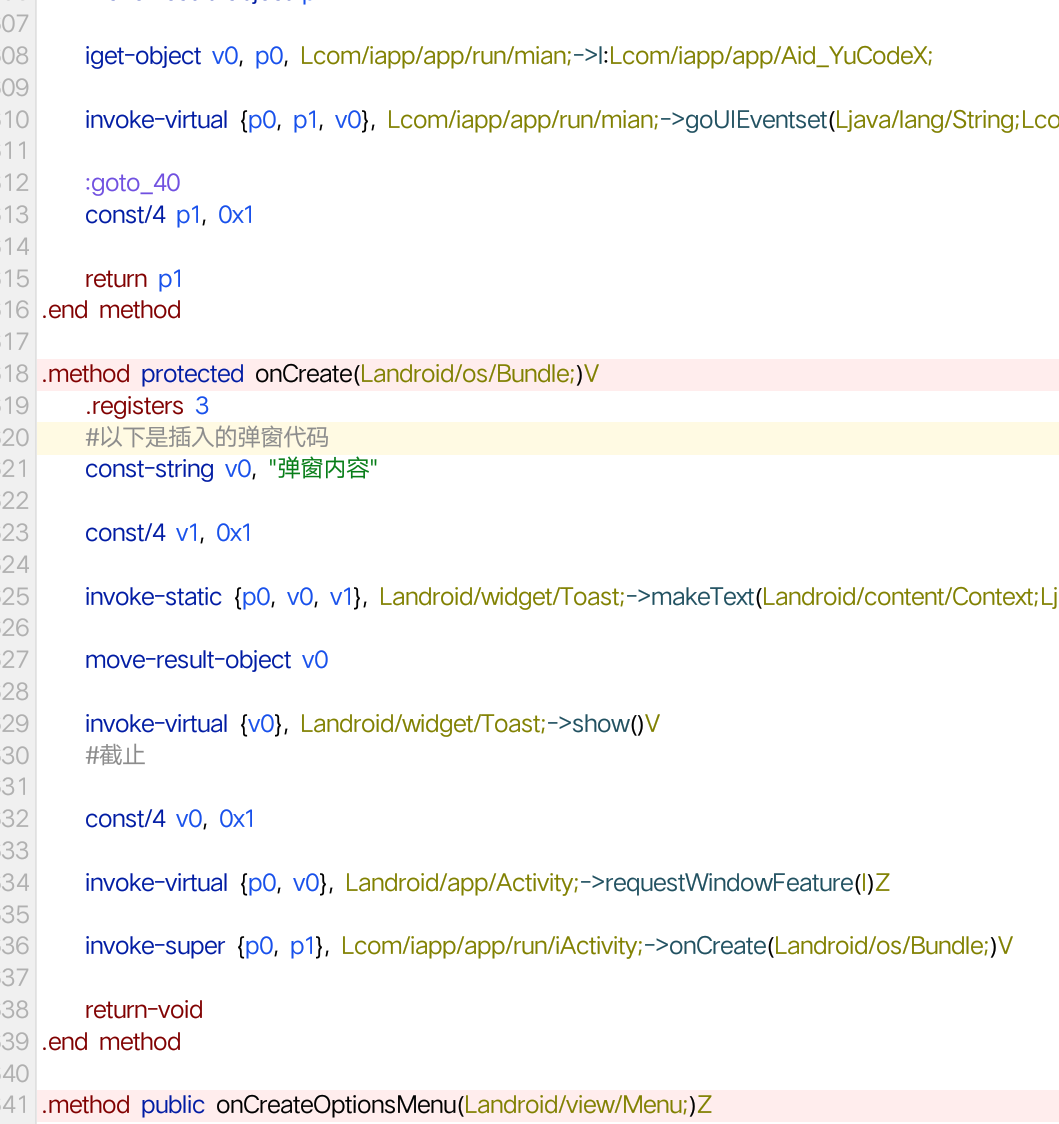 07
08 iget-object v0, p0, Lcom/iapp/app/run/mian;->l:Lcom/iapp/app/Aid_YuCodeX;
09
10 invoke-virtual {p0, p1, v0}, Lcom/iapp/app/run/mian;->goUIEventset(Ljava/lang/String;Lco
11
12 :goto_40
13 const/4 p1, 0x1
14
15 return p1
16 .end method
17
18 .method protected onCreate(Landroid/os/Bundle;)V
19 .registers 3
20 #以下是插入的弹窗代码
21 const-string v0, "弹窗内容"
22
23 const/4 v1, 0x1
24
25 invoke-static {p0, v0, v1}, Landroid/widget/Toast;->makeText(Landroid/content/Context;Lj
26
27 move-result-object v0
28
29 invoke-virtual {v0}, Landroid/widget/Toast;->show()V
30 #截止
31
32 const/4 v0, 0x1
33
34 invoke-virtual {p0, v0}, Landroid/app/Activity;->requestWindowFeature(I)Z
35
36 invoke-super {p0, p1}, Lcom/iapp/app/run/iActivity;->onCreate(Landroid/os/Bundle;)V
37
38 return-void
39 .end method
40
41 .method public onCreateOptionsMenu(Landroid/view/Menu;)Z